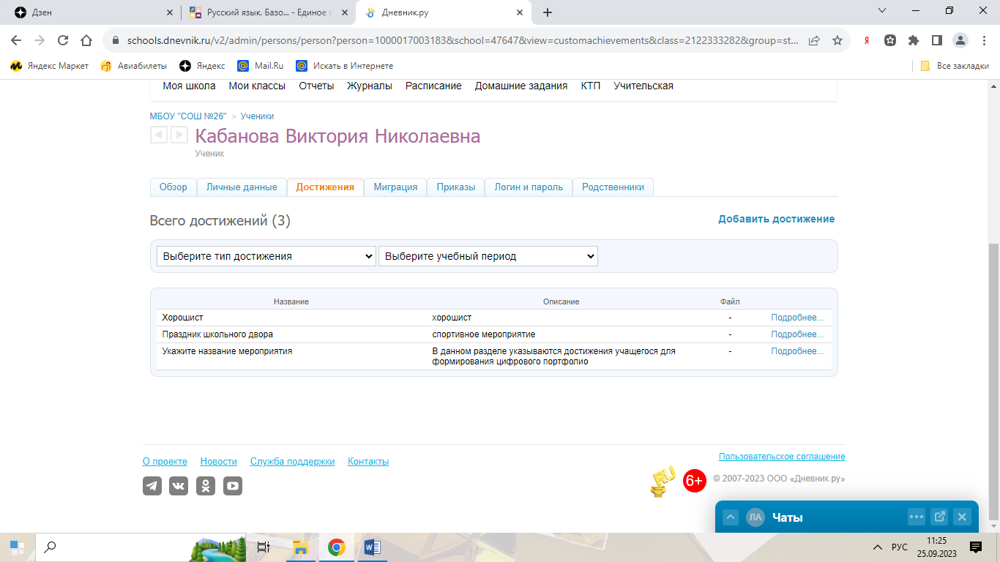 Дзен
Русский язык. Базо... - Единое с
Дневник.ру
schools.dnevnik.ru/v2/admin/persons/person?person=1000017003183&school=47647&view=customachievements&class=2122333282&group=st...
Яндекс Маркет Авиабилеты Яндекс Mail.Ru Искать в Интернете Все закладки
Моя школа Мои классы Отчеты Журналы Расписание Домашние задания КТП Учительская
МБОУ "СОШ №26" > Ученики
Кабанова Виктория Николаевна
Ученик
Обзор Личные данные Достижения Миграция Приказы Логин и пароль Родственники
Всего достижений (3) Добавить достижение
Выберите тип достижения Выберите учебный период
Название Описание Файл
Хорошист хорошист - Подробнее...
Праздник школьного двора спортивное мероприятие - Подробнее...
Укажите название мероприятия В данном разделе указываются достижения учащегося для - Подробнее...
формирования цифрового портфолио
О проекте Новости Служба поддержки Контакты Пользовательское соглашение
RU 6+ © 2007-2023 ООО «Дневник.ру»
ЛА Чаты
РУС 11:25
25.09.2023